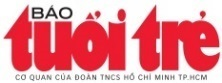 BÁO
tuổi trẻ
CƠ QUAN CỦA ĐOÀN TNCS HỒ CHÍ MINH TP.HCM